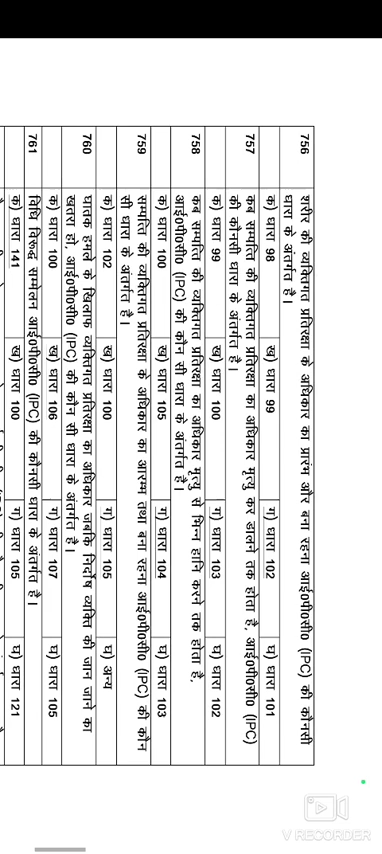 756 शरीर की व्यक्तिगत प्रतिरक्षा के अधिकार का प्रारंभ और बना रहना आई0पी0सी0 (IPC) की कौनसी
धारा के अंतर्गत है।
क) धारा 98 ख) धारा 99 ग) धारा 102 घ) धारा 101
757 कब सम्पत्ति की व्यक्तिगत प्रतिरक्षा का अधिकार मृत्यु कर डालने तक होता है, आई0पी0सी0 (IPC)
की कौनसी धारा के अंतर्गत है।
क) धारा 99 ख) धारा 100 ग) धारा 103 घ) धारा 102
758 कब सम्पत्ति की व्यक्तिगत प्रतिरक्षा का अधिकार मृत्यु से भिन्न हानि करने तक होता है,
आई0पी0सी0 (IPC) की कौन सी धारा के अंतर्गत है।
क) धारा 100 ख) धारा 105 ग) धारा 104 घ) धारा 103
759 सम्पत्ति की व्यक्तिगत प्रतिरक्षा के अधिकार का आरम्भ तथा बना रहना आई0पी0सी0 (IPC) की कौन
सी धारा के अंतर्गत है।
क) धारा 102 ख) धारा 100 ग) धारा 105 घ) अन्य
760 घातक हमले के खिलाफ व्यक्तिगत प्रतिरक्षा का अधिकार जबकि निर्दोष व्यक्ति की जान जाने का
खतरा हो, आई0पी0सी0 (IPC) की कौन सी धारा के अंतर्गत है।
क) धारा 100 ख) धारा 106 ग) धारा 107 घ) धारा 105
761 विधि विरूद्ध सम्मेलन आई0पी0सी0 (IPC) की कौनसी धारा के अंतर्गत है।
क) धारा 141 ख) धारा 100 ग) धारा 105 घ) धारा 121
V RECORDER